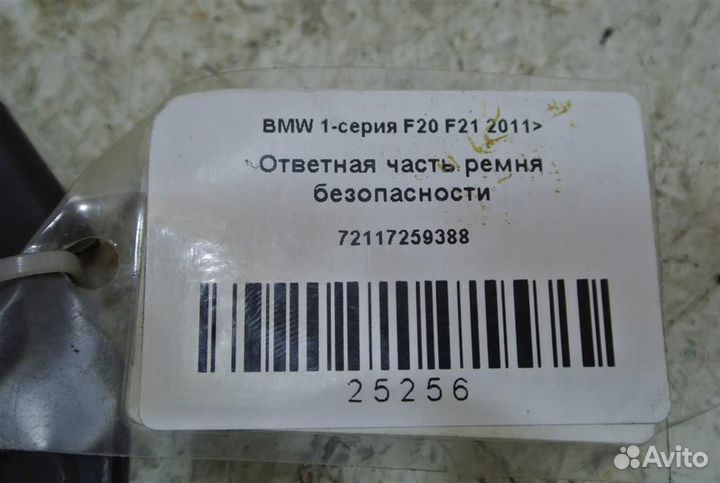 BMW 1-серия F20 F21 2011>
Ответная часть ремня
безопасности
72117259388
25256
Avito